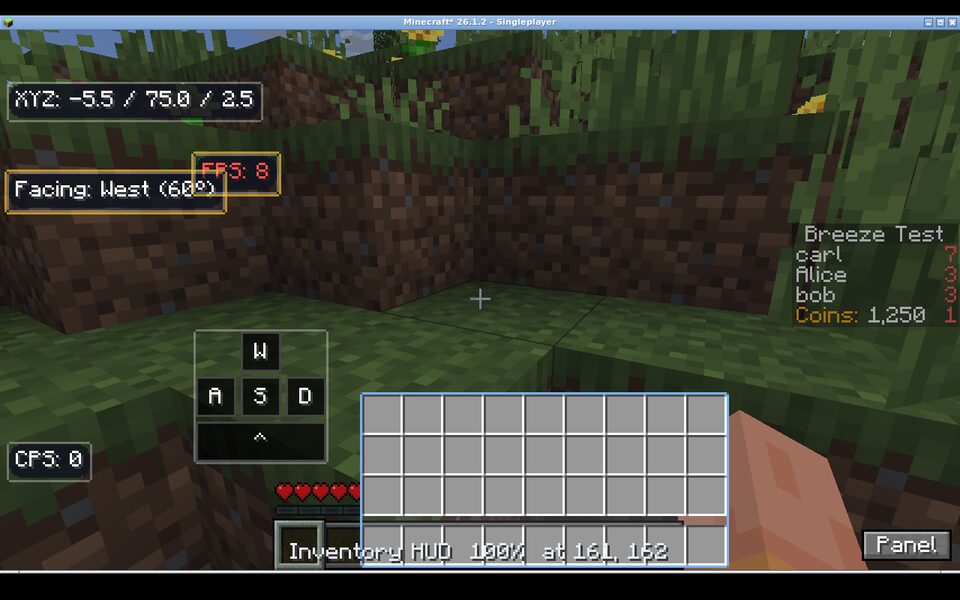 Minecraft* 26.1.2 - Singleplayer
XYZ: -5.5 / 75.0 / 2.5
FPS: 8
Facing: West (60°)
Breeze Test
carl 7
Alice 3
bob 3
Coins: 1,250 1
W
A S D
^
CPS: 0
Inventory HUD 100% at 161, 162
Panel